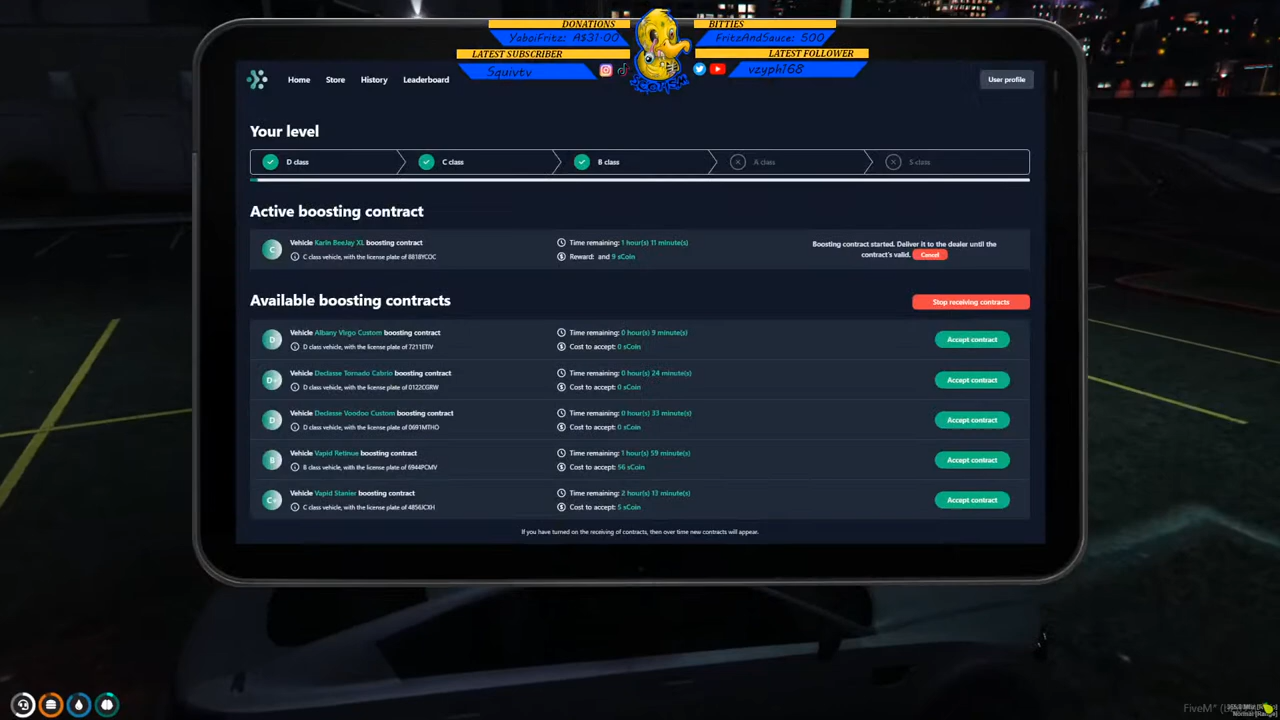 DONATIONS
BITTIES
YaboiFritz: A$31.00
FritzAndSauce: 500
LATEST SUBSCRIBER
LATEST FOLLOWER
Squivtv
vzyph168
Home Store History Leaderboard
User profile
Your level
D class
C class
B class
A class
S class
Active boosting contract
C
Vehicle Karin BeeJay XL boosting contract
C class vehicle, with the license plate of 8818YCOC
Time remaining: 1 hour(s) 11 minute(s)
Reward: and 9 sCoin
Boosting contract started. Deliver it to the dealer until the
contract's valid. Cancel
Available boosting contracts
Stop receiving contracts
D
Vehicle Albany Virgo Custom boosting contract
D class vehicle, with the license plate of 7211ETIV
Time remaining: 0 hour(s) 9 minute(s)
Cost to accept: 0 sCoin
Accept contract
D+
Vehicle Declasse Tornado Cabrio boosting contract
D class vehicle, with the license plate of 0122CGRW
Time remaining: 0 hour(s) 24 minute(s)
Cost to accept: 0 sCoin
Accept contract
D
Vehicle Declasse Voodoo Custom boosting contract
D class vehicle, with the license plate of 0691MTHO
Time remaining: 0 hour(s) 33 minute(s)
Cost to accept: 0 sCoin
Accept contract
B
Vehicle Vapid Retinue boosting contract
B class vehicle, with the license plate of 6944PCMV
Time remaining: 1 hour(s) 59 minute(s)
Cost to accept: 56 sCoin
Accept contract
C+
Vehicle Vapid Stanier boosting contract
C class vehicle, with the license plate of 4856JCXH
Time remaining: 2 hour(s) 13 minute(s)
Cost to accept: 5 sCoin
Accept contract
If you have turned on the receiving of contracts, then over time new contracts will appear.
FiveM*
Normal [Range]